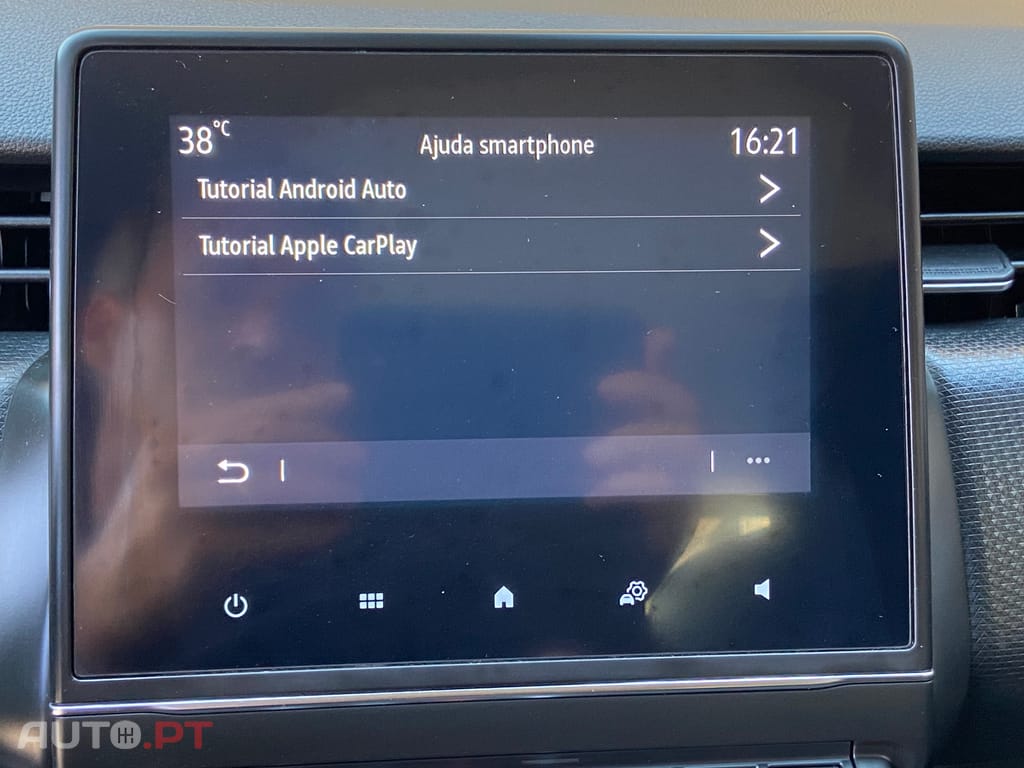 38°C Ajuda smartphone 16:21
Tutorial Android Auto
Tutorial Apple CarPlay
AUTO.PT